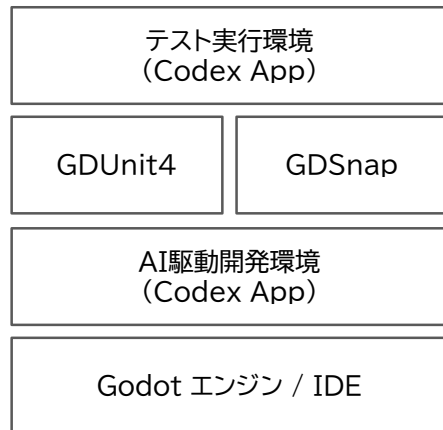 テスト実行環境
（Codex App）
GDUnit4
GDSnap
AI駆動開発環境
（Codex App）
Godot エンジン / IDE